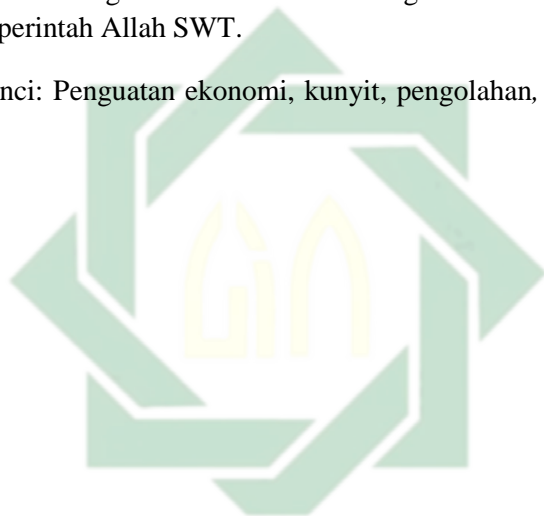 perintah Allah SWT.
nci: Penguatan ekonomi, kunyit, pengolahan,